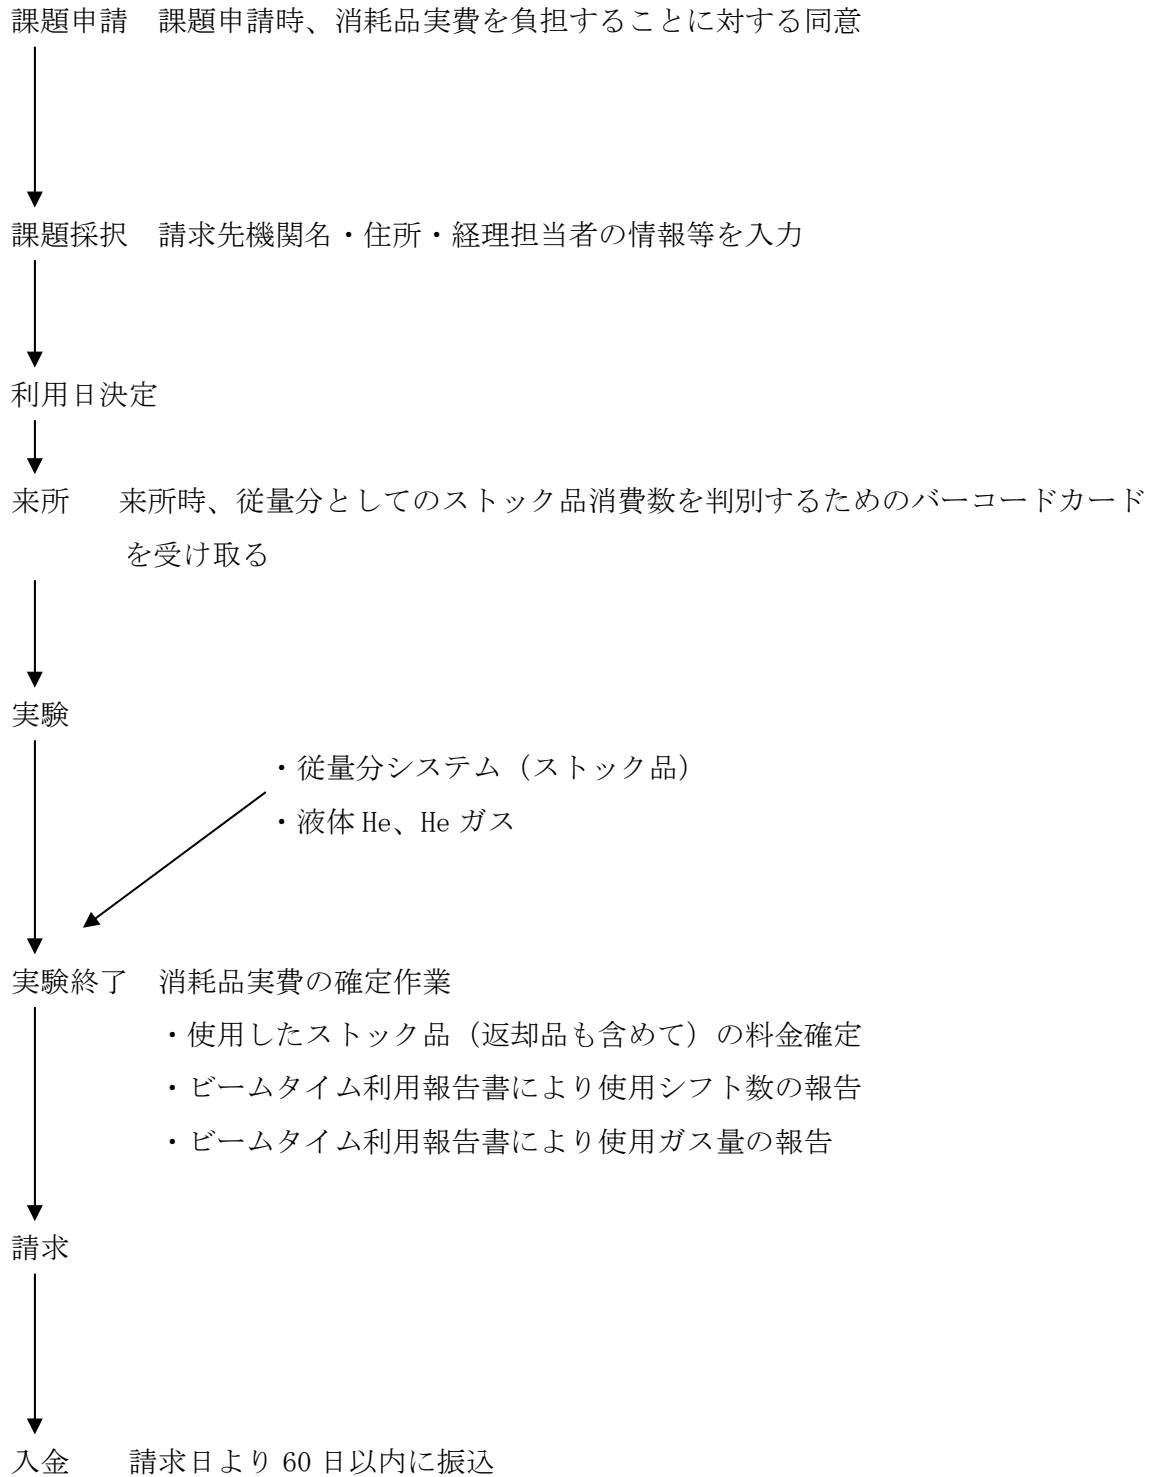 課題申請　課題申請時、消耗品実費を負担することに対する同意
課題採択　請求先機関名・住所・経理担当者の情報等を入力
利用日決定
来所　来所時、従量分としてのストック品消費数を判別するためのバーコードカード
を受け取る
実験
・従量分システム（ストック品）
・液体 He、He ガス
実験終了　消耗品実費の確定作業
・使用したストック品（返却品も含めて）の料金確定
・ビームタイム利用報告書により使用シフト数の報告
・ビームタイム利用報告書により使用ガス量の報告
請求
入金　請求日より 60 日以内に振込